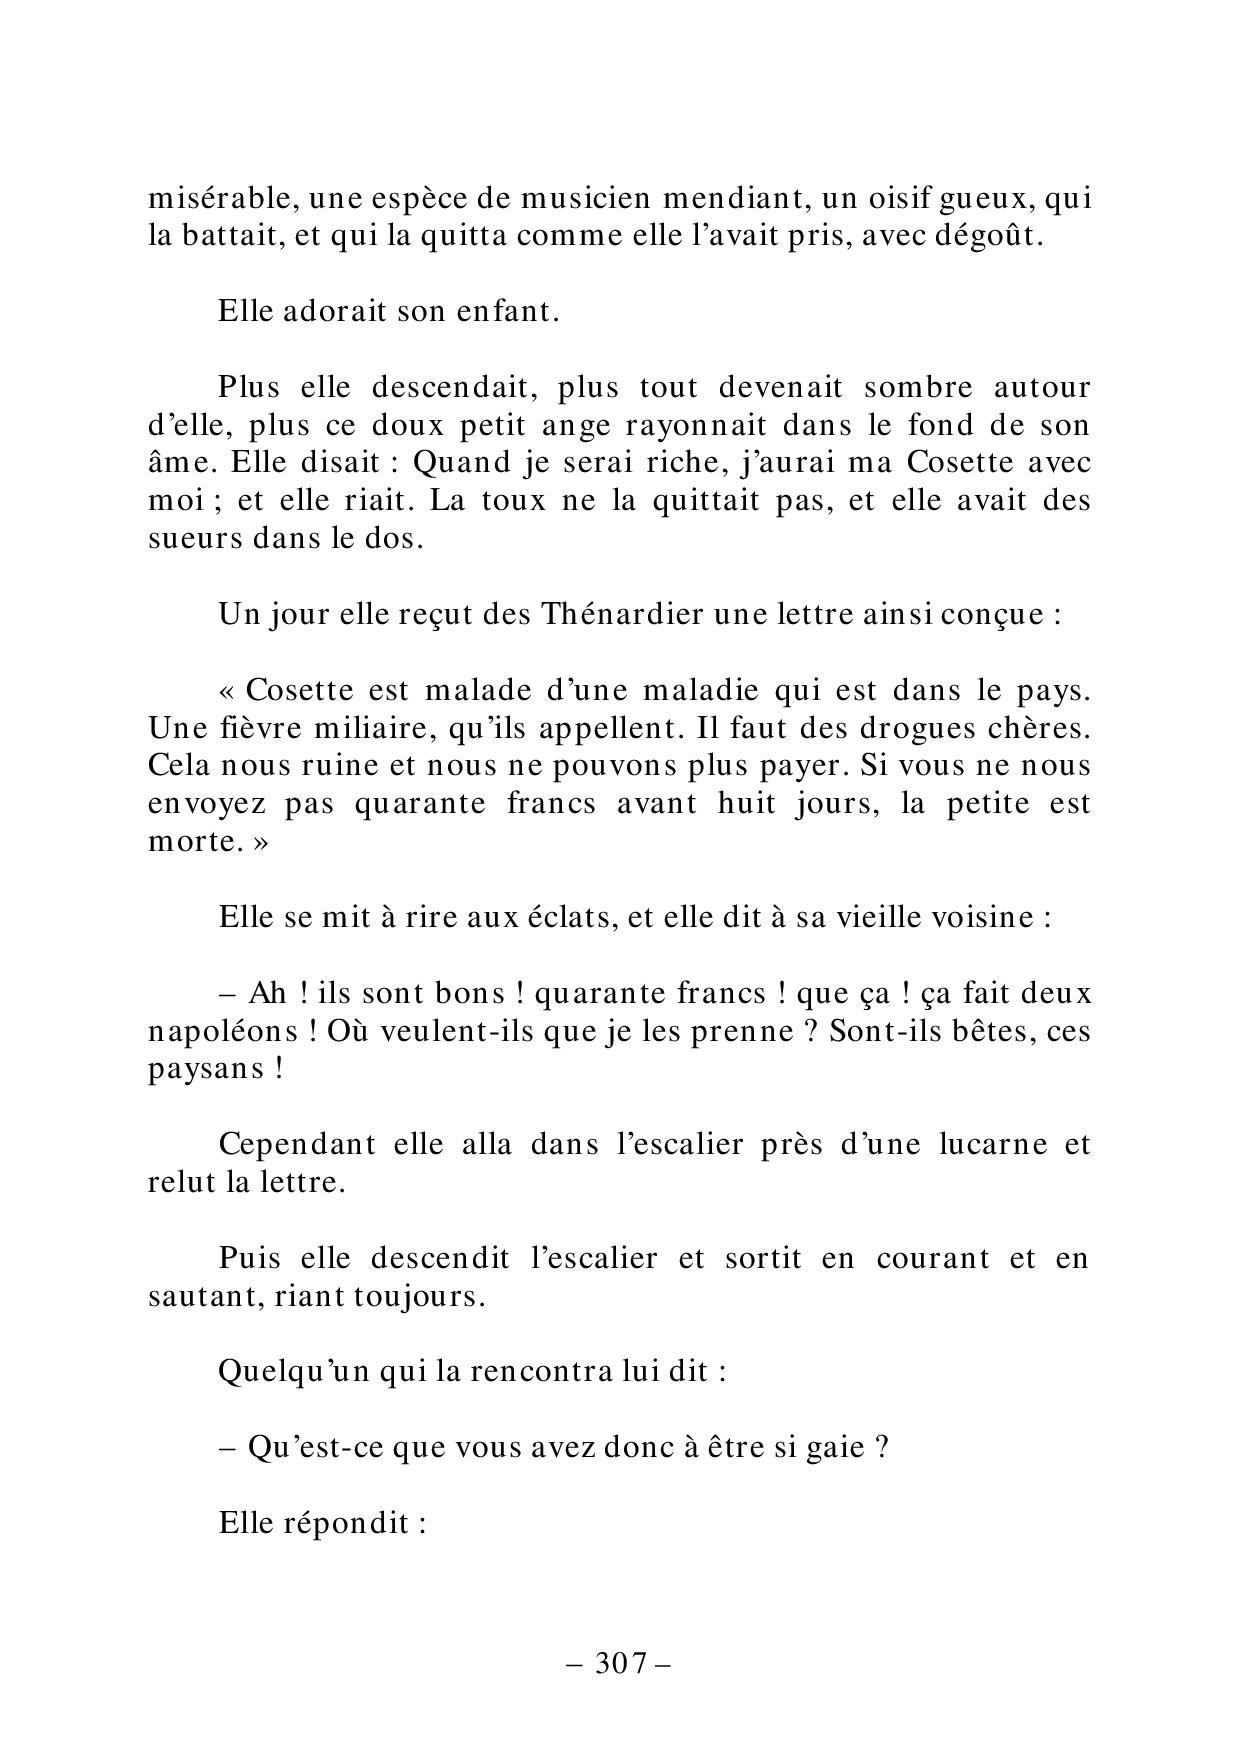 misérable, une espèce de musicien mendiant, un oisif gueux, qui
la battait, et qui la quitta comme elle l’avait pris, avec dégoût.
Elle adorait son enfant.
Plus elle descendait, plus tout devenait sombre autour
d’elle, plus ce doux petit ange rayonnait dans le fond de son
âme. Elle disait : Quand je serai riche, j’aurai ma Cosette avec
moi ; et elle riait. La toux ne la quittait pas, et elle avait des
sueurs dans le dos.
Un jour elle reçut des Thénardier une lettre ainsi conçue :
« Cosette est malade d’une maladie qui est dans le pays.
Une fièvre miliaire, qu’ils appellent. Il faut des drogues chères.
Cela nous ruine et nous ne pouvons plus payer. Si vous ne nous
envoyez pas quarante francs avant huit jours, la petite est
morte. »
Elle se mit à rire aux éclats, et elle dit à sa vieille voisine :
– Ah ! ils sont bons ! quarante francs ! que ça ! ça fait deux
napoléons ! Où veulent-ils que je les prenne ? Sont-ils bêtes, ces
paysans !
Cependant elle alla dans l’escalier près d’une lucarne et
relut la lettre.
Puis elle descendit l’escalier et sortit en courant et en
sautant, riant toujours.
Quelqu’un qui la rencontra lui dit :
– Qu’est-ce que vous avez donc à être si gaie ?
Elle répondit :
– 307 –